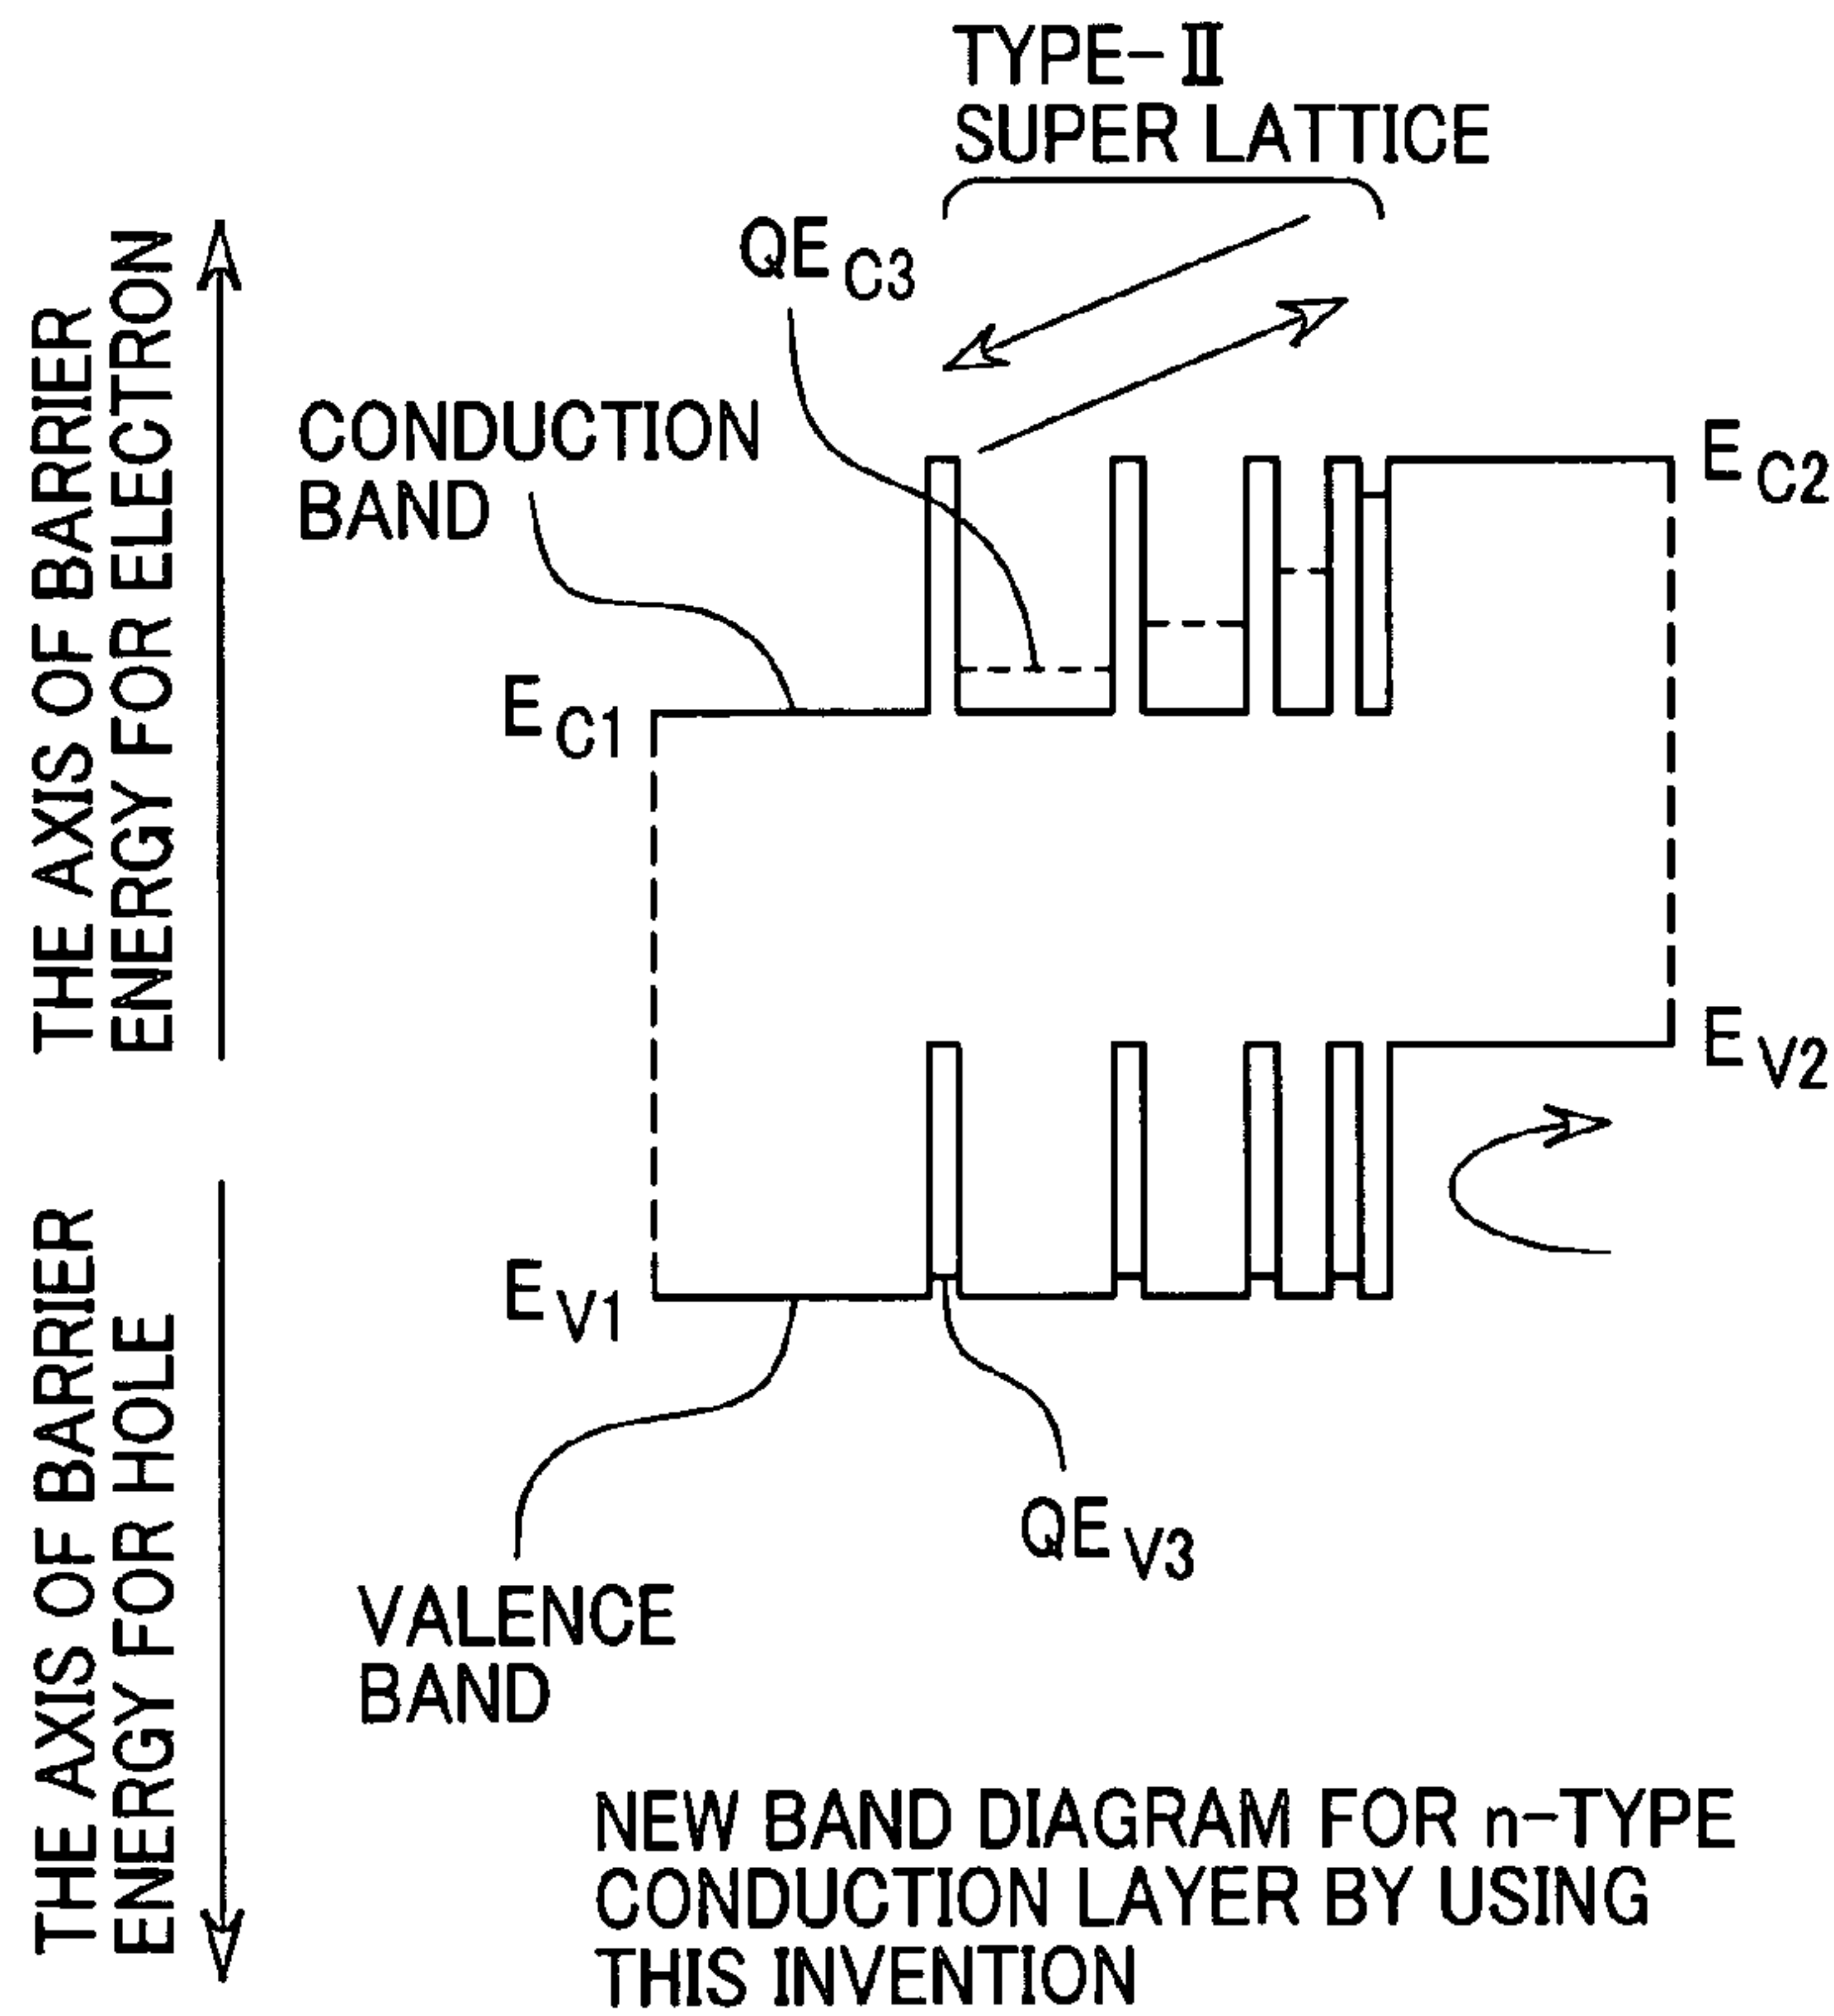 TYPE-II
SUPER LATTICE
QE C3
CONDUCTION
BAND
E C2
E C1
THE AXIS OF BARRIER
ENERGY FOR ELECTRON
E V2
E V1
THE AXIS OF BARRIER
ENERGY FOR HOLE
QE V3
VALENCE
BAND
NEW BAND DIAGRAM FOR n-TYPE
CONDUCTION LAYER BY USING
THIS INVENTION